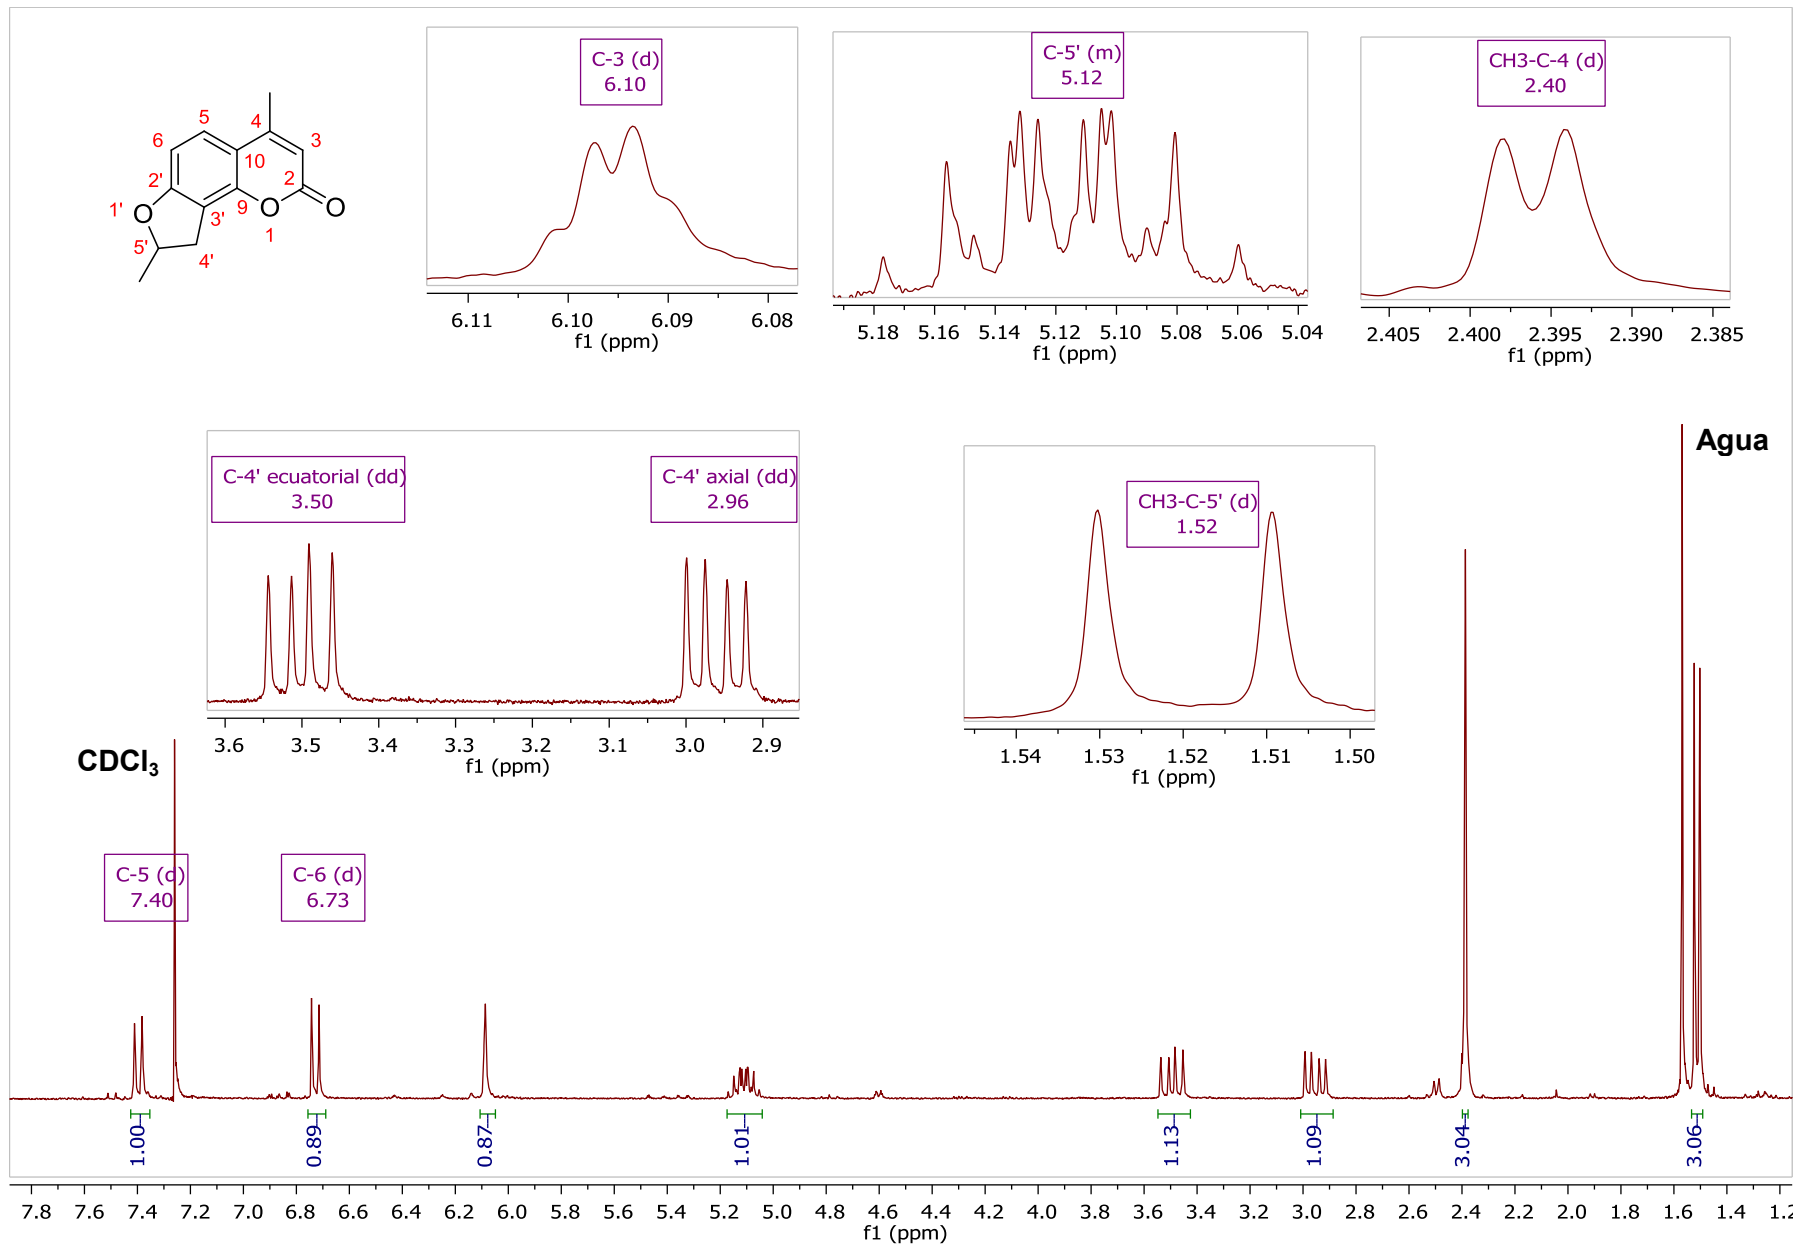 C-3 (d)
6.10
6.11 6.10 6.09 6.08
f1 (ppm)
C-5' (m)
5.12
5.18 5.16 5.14 5.12 5.10 5.08 5.06 5.04
f1 (ppm)
CH3-C-4 (d)
2.40
2.405 2.400 2.395 2.390 2.385
f1 (ppm)
5
4
6
3
10
2'
2
O
1'
O
3'
9
O
1
5'
4'
C-4' ecuatorial (dd)
3.50
C-4' axial (dd)
2.96
3.6 3.5 3.4 3.3 3.2 3.1 3.0 2.9
f1 (ppm)
CH3-C-5' (d)
1.52
1.54 1.53 1.52 1.51 1.50
f1 (ppm)
Agua
CDCl₃
C-5 (d)
7.40
C-6 (d)
6.73
1.00 0.89 0.87 1.01 1.13 1.09 3.04 3.06
7.8 7.6 7.4 7.2 7.0 6.8 6.6 6.4 6.2 6.0 5.8 5.6 5.4 5.2 5.0 4.8 4.6 4.4 4.2 4.0 3.8 3.6 3.4 3.2 3.0 2.8 2.6 2.4 2.2 2.0 1.8 1.6 1.4 1.2
f1 (ppm)